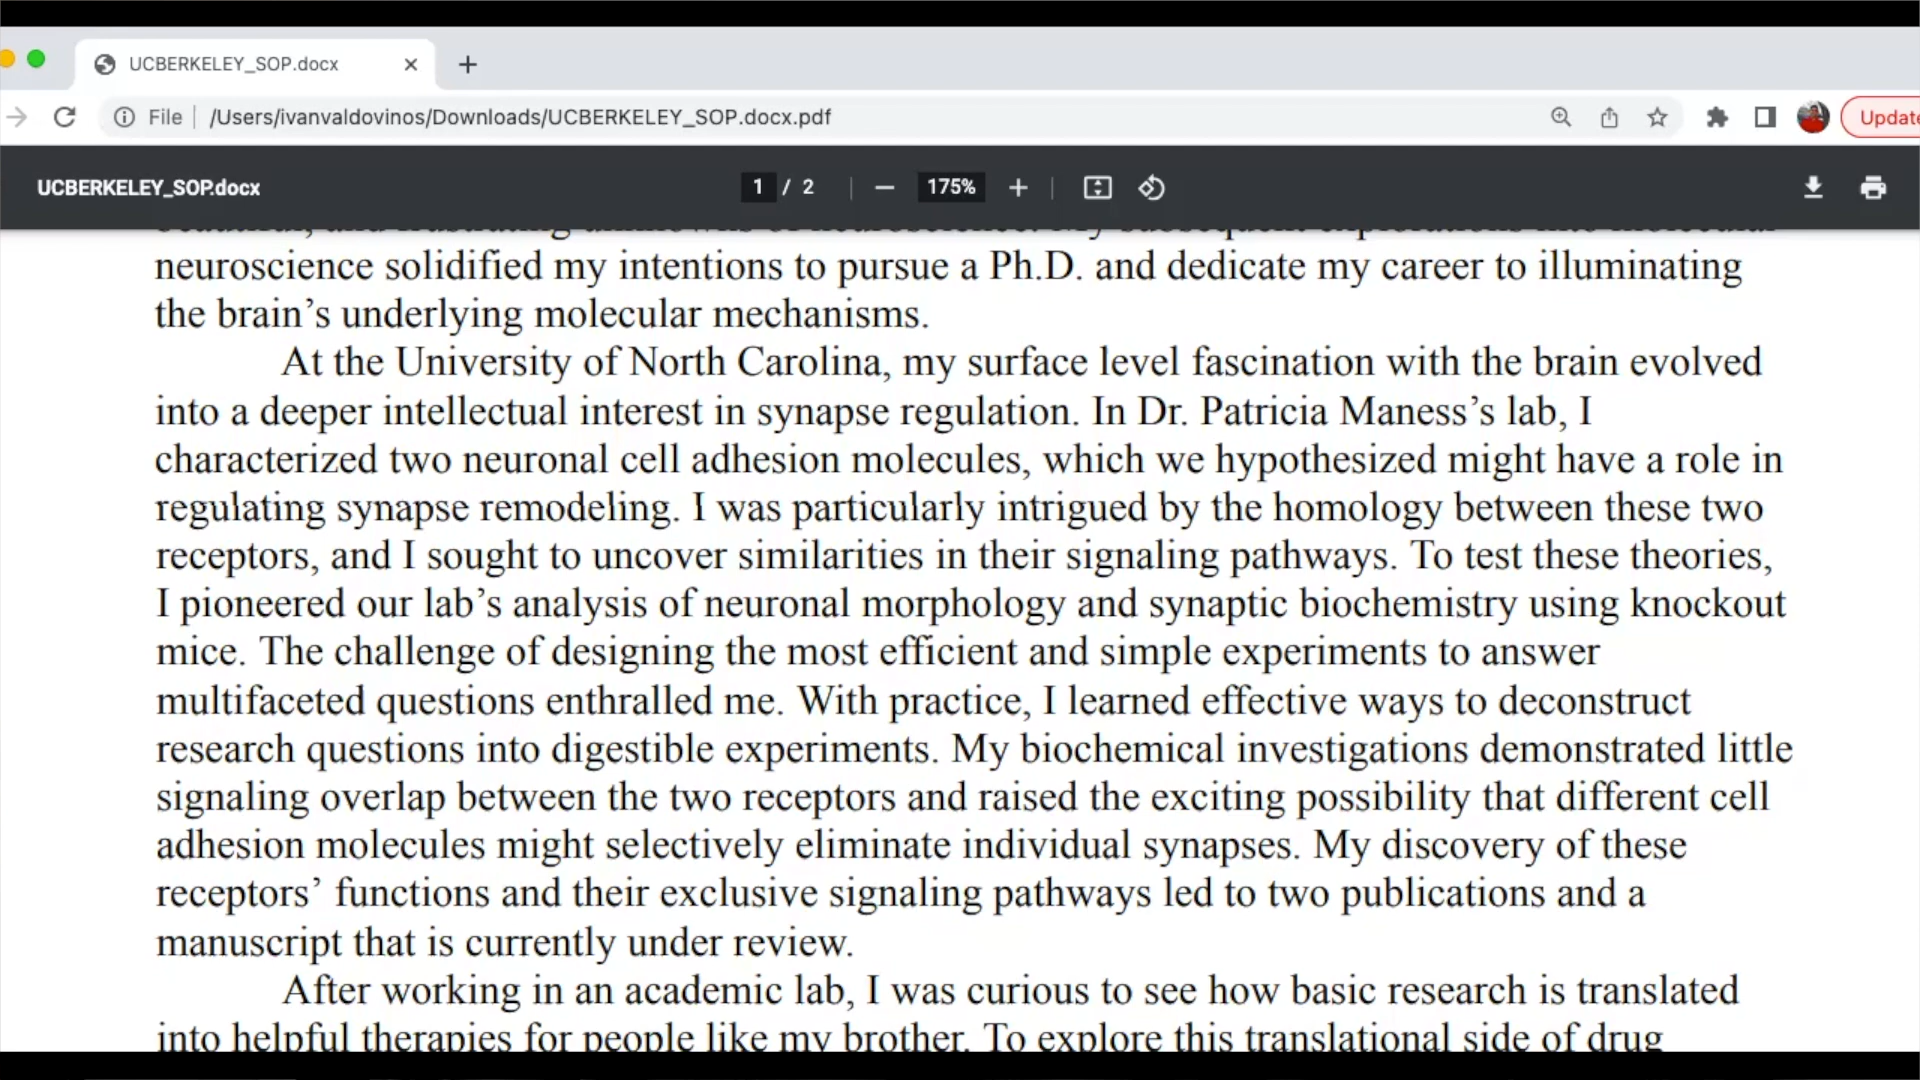 UCBERKELEY_SOP.docx
File /Users/ivanvaldovinos/Downloads/UCBERKELEY_SOP.docx.pdf
UCBERKELEY_SOP.docx 1 / 2 175%
neuroscience solidified my intentions to pursue a Ph.D. and dedicate my career to illuminating
the brain’s underlying molecular mechanisms.
At the University of North Carolina, my surface level fascination with the brain evolved
into a deeper intellectual interest in synapse regulation. In Dr. Patricia Maness’s lab, I
characterized two neuronal cell adhesion molecules, which we hypothesized might have a role in
regulating synapse remodeling. I was particularly intrigued by the homology between these two
receptors, and I sought to uncover similarities in their signaling pathways. To test these theories,
I pioneered our lab’s analysis of neuronal morphology and synaptic biochemistry using knockout
mice. The challenge of designing the most efficient and simple experiments to answer
multifaceted questions enthralled me. With practice, I learned effective ways to deconstruct
research questions into digestible experiments. My biochemical investigations demonstrated little
signaling overlap between the two receptors and raised the exciting possibility that different cell
adhesion molecules might selectively eliminate individual synapses. My discovery of these
receptors’ functions and their exclusive signaling pathways led to two publications and a
manuscript that is currently under review.
After working in an academic lab, I was curious to see how basic research is translated
into helpful therapies for people like my brother. To explore this translational side of drug